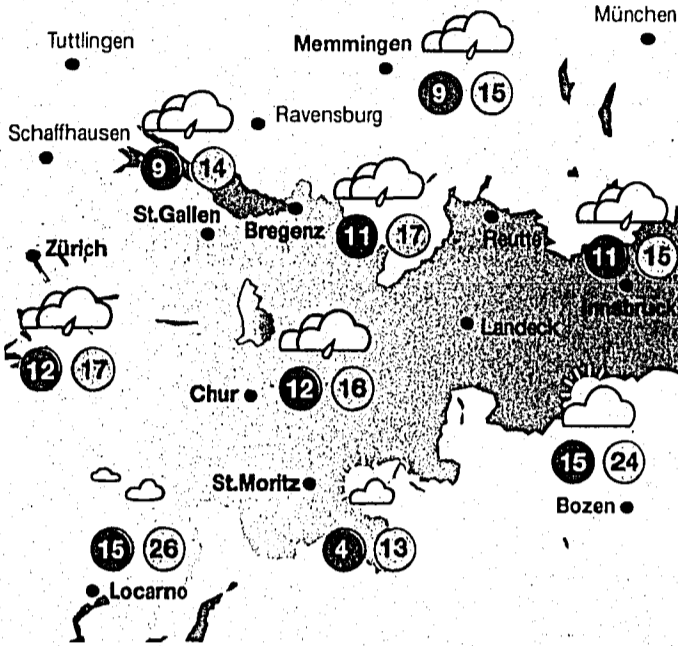 München
Tuttlingen
Memmingen
9 15
Ravensburg
Schaffhausen
9 14
St.Gallen
Bregenz
11 17
Reutte
11 15
Zürich
Innsbruck
Landeck
12 17
Chur
12 16
15 24
St.Moritz
Bozen
15 26
4 13
Locarno